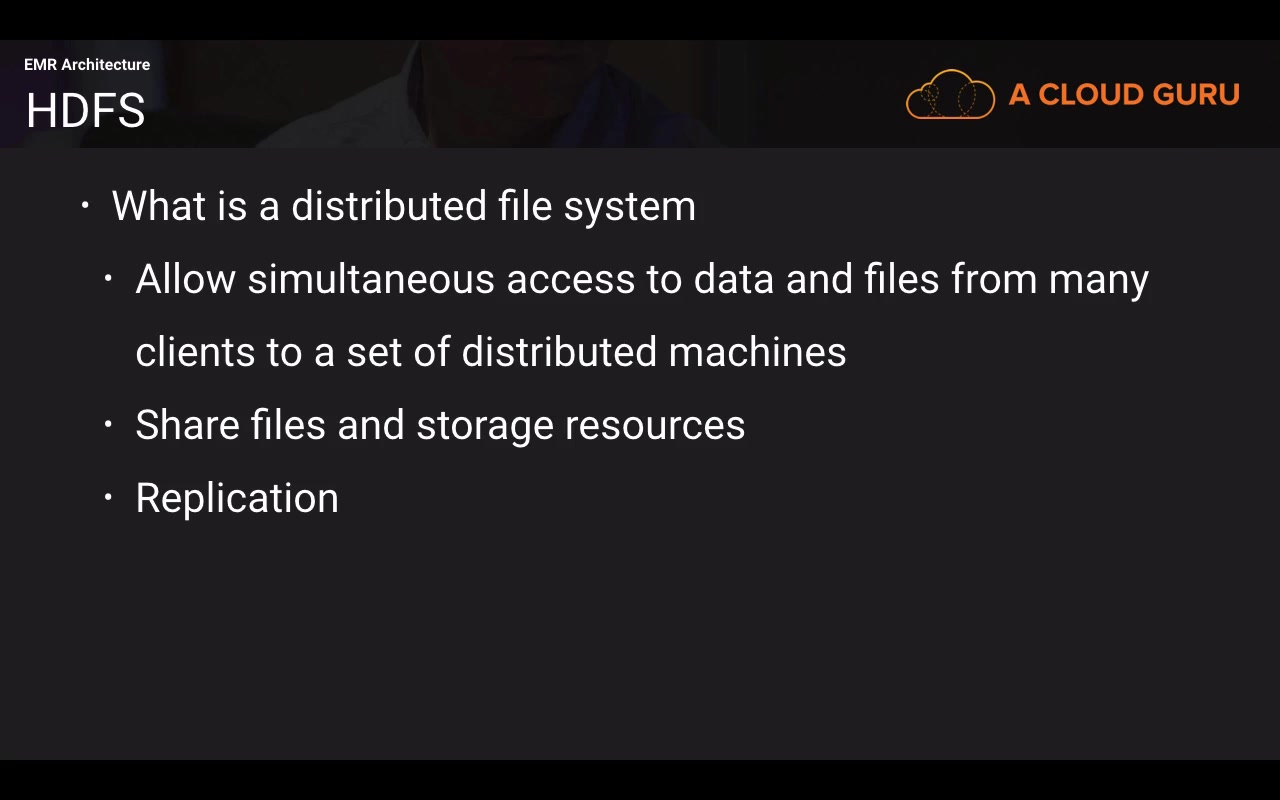 EMR Architecture
HDFS
A CLOUD GURU
• What is a distributed file system
• Allow simultaneous access to data and files from many
clients to a set of distributed machines
• Share files and storage resources
• Replication